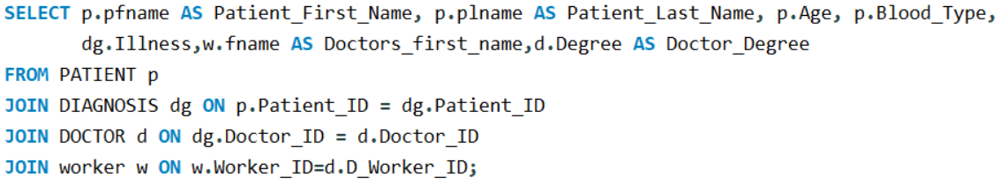 SELECT p.pfname AS Patient_First_Name, p.plname AS Patient_Last_Name, p.Age, p.Blood_Type,
dg.Illness,w.fname AS Doctors_first_name,d.Degree AS Doctor_Degree
FROM PATIENT p
JOIN DIAGNOSIS dg ON p.Patient_ID = dg.Patient_ID
JOIN DOCTOR d ON dg.Doctor_ID = d.Doctor_ID
JOIN worker w ON w.Worker_ID=d.D_Worker_ID;